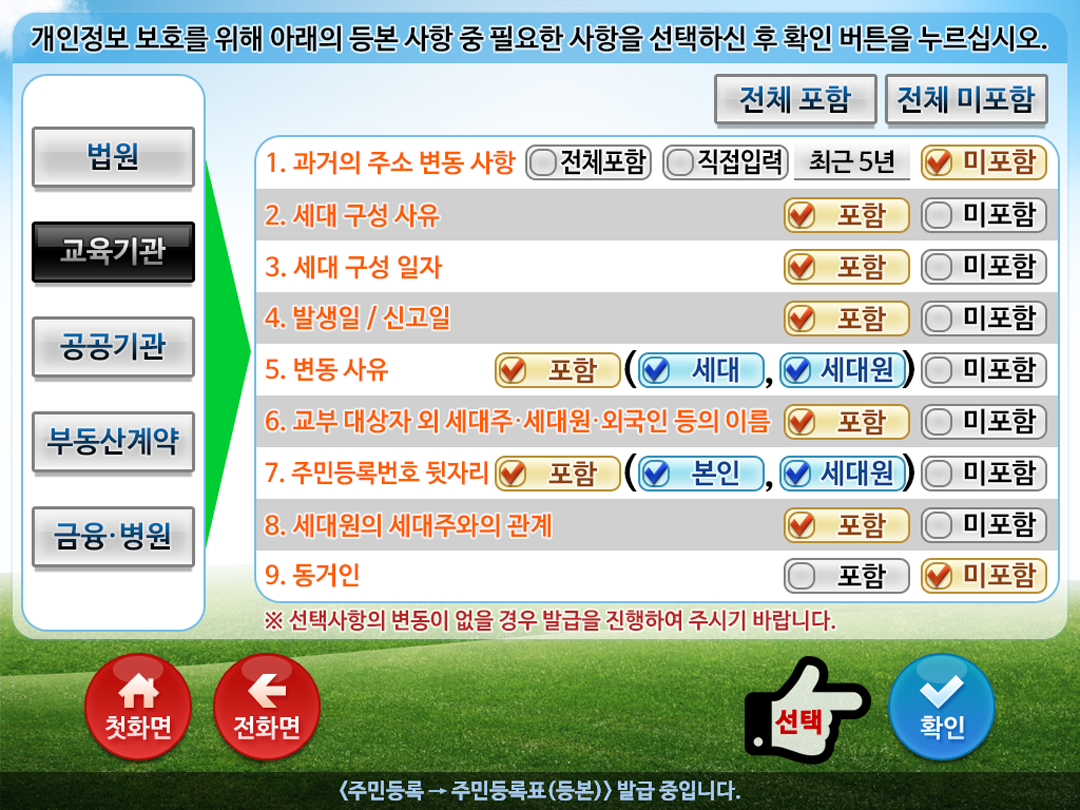 개인정보 보호를 위해 아래의 등본 사항 중 필요한 사항을 선택하신 후 확인 버튼을 누르십시오.
전체 포함 전체 미포함
법원
교육기관
공공기관
부동산계약
금융·병원
1. 과거의 주소 변동 사항 전체포함 직접입력 최근 5년 미포함
2. 세대 구성 사유 포함 미포함
3. 세대 구성 일자 포함 미포함
4. 발생일 / 신고일 포함 미포함
5. 변동 사유 포함 (세대, 세대원) 미포함
6. 교부 대상자 외 세대주·세대원·외국인 등의 이름 포함 미포함
7. 주민등록번호 뒷자리 포함 (본인, 세대원) 미포함
8. 세대원의 세대주와의 관계 포함 미포함
9. 동거인 포함 미포함
※ 선택사항의 변동이 없을 경우 발급을 진행하여 주시기 바랍니다.
첫화면 전화면 선택 확인
〈주민등록 → 주민등록표(등본)〉 발급 중입니다.